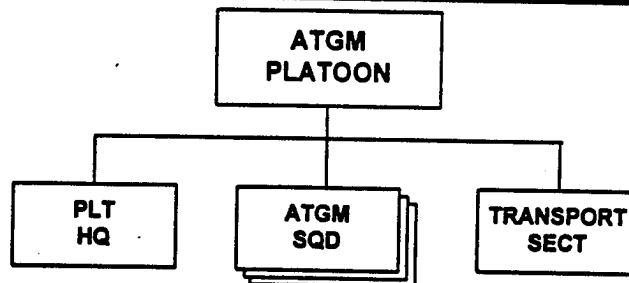 ATGM
PLATOON
PLT
HQ
ATGM
SQD
TRANSPORT
SECT